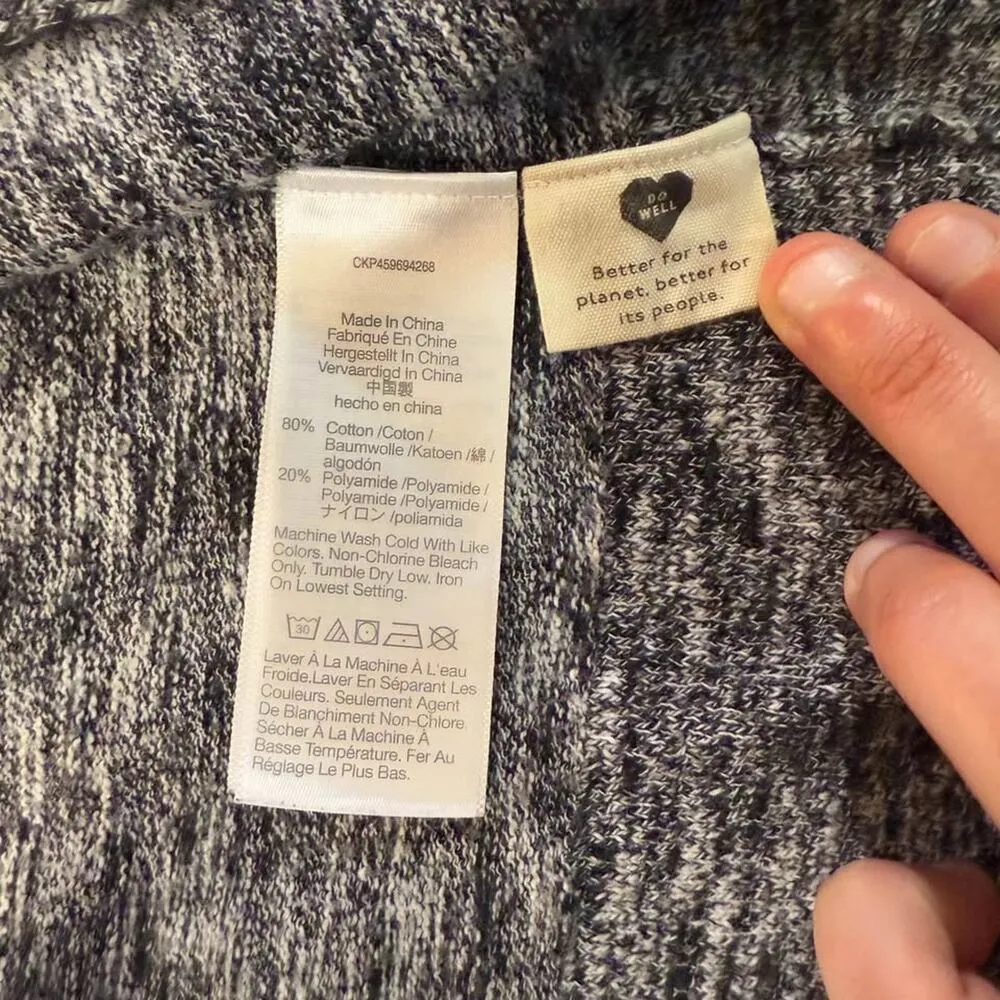 CKP459694268
Made In China
Fabriqué En Chine
Hergestellt In China
Vervaardigd In China
中国製
hecho en china
80% Cotton /Coton /
Baumwolle /Katoen /綿 /
algodón
20% Polyamide /Polyamide /
Polyamide /Polyamide /
ナイロン /poliamida
Machine Wash Cold With Like
Colors. Non-Chlorine Bleach
Only. Tumble Dry Low. Iron
On Lowest Setting.
30
Laver À La Machine À L'eau
Froide.Laver En Séparant Les
Couleurs. Seulement Agent
De Blanchiment Non-Chlore.
Sécher À La Machine À
Basse Température. Fer Au
Réglage Le Plus Bas.
DO
WELL
Better for the
planet, better for
its people.